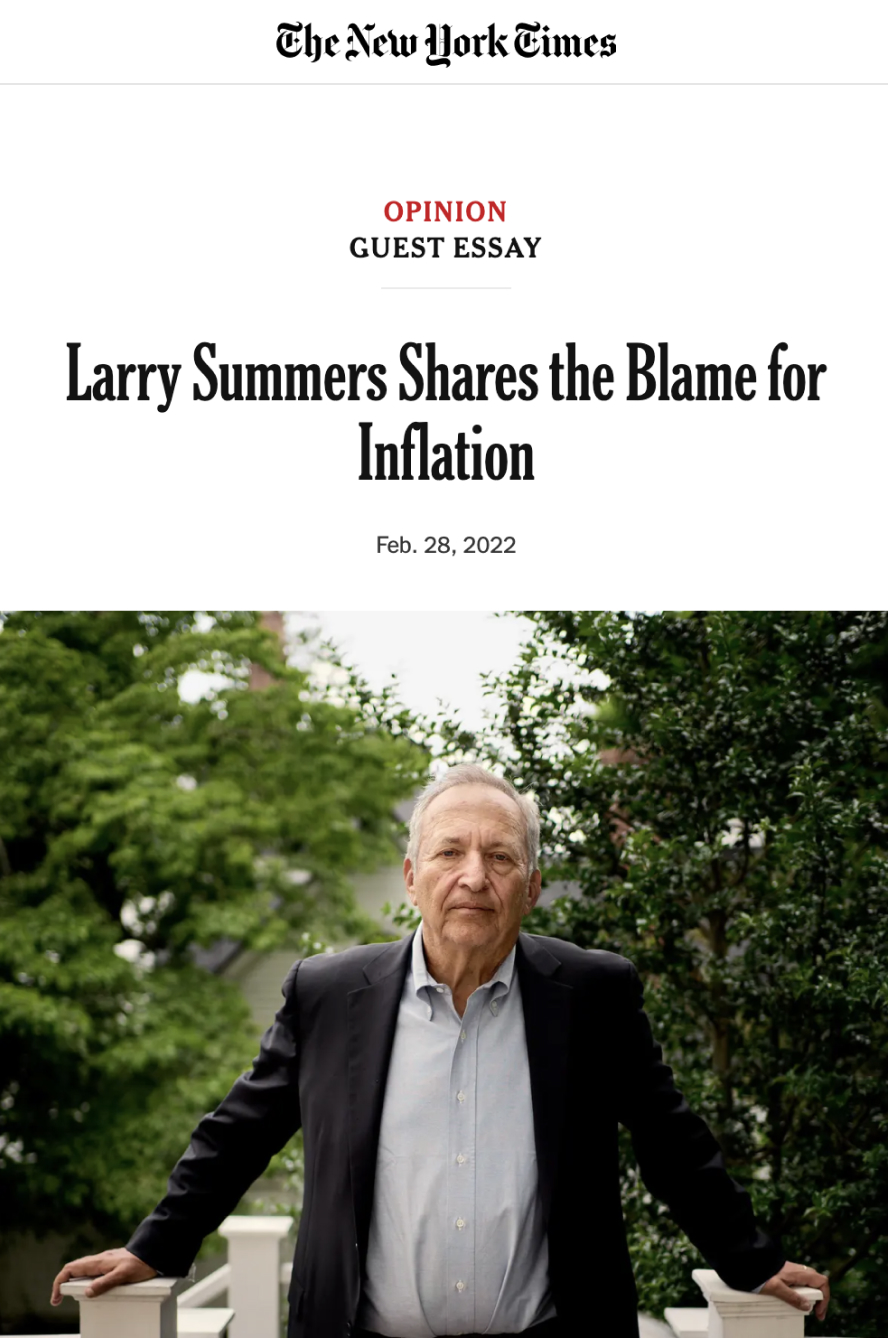 The New York Times
OPINION
GUEST ESSAY
Larry Summers Shares the Blame for
Inflation
Feb. 28, 2022